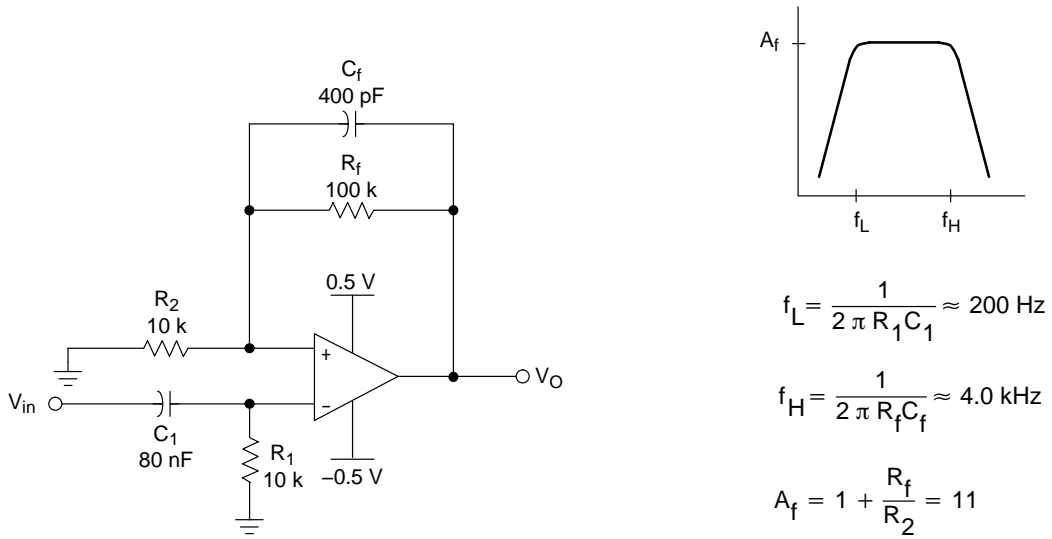 C_f
400 pF
R_f
100 k
0.5 V
R_2
10 k
+
−
V_O
V_in
C_1
80 nF
R_1
10 k
−0.5 V
A_f
f_L
f_H
f_L = 1 / (2 π R_1C_1) ≈ 200 Hz
f_H = 1 / (2 π R_fC_f) ≈ 4.0 kHz
A_f = 1 + R_f / R_2 = 11